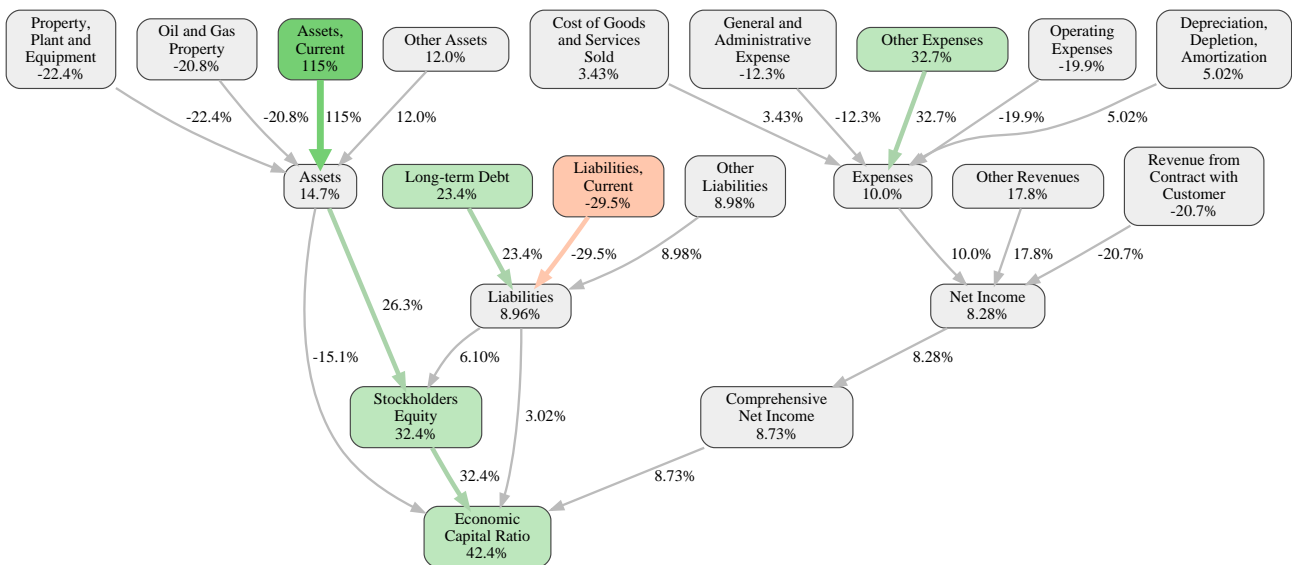 Property,
Plant and
Equipment
-22.4%
Oil and Gas
Property
-20.8%
Assets,
Current
115%
Other Assets
12.0%
Cost of Goods
and Services
Sold
3.43%
General and
Administrative
Expense
-12.3%
Other Expenses
32.7%
Operating
Expenses
-19.9%
Depreciation,
Depletion,
Amortization
5.02%
-22.4%
-20.8%
115%
12.0%
3.43%
-12.3%
32.7%
-19.9%
5.02%
Assets
14.7%
Long-term Debt
23.4%
Liabilities,
Current
-29.5%
Other
Liabilities
8.98%
Expenses
10.0%
Other Revenues
17.8%
Revenue from
Contract with
Customer
-20.7%
23.4%
-29.5%
8.98%
10.0%
17.8%
-20.7%
26.3%
Liabilities
8.96%
Net Income
8.28%
-15.1%
6.10%
8.28%
Stockholders
Equity
32.4%
3.02%
Comprehensive
Net Income
8.73%
32.4%
8.73%
Economic
Capital Ratio
42.4%